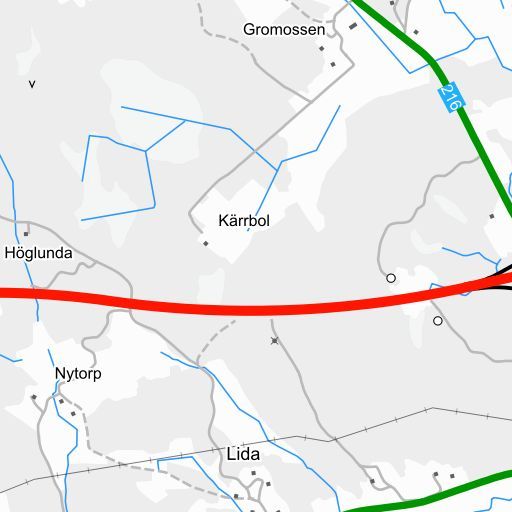 Gromossen
216
Kärrbol
Höglunda
Nytorp
Lida